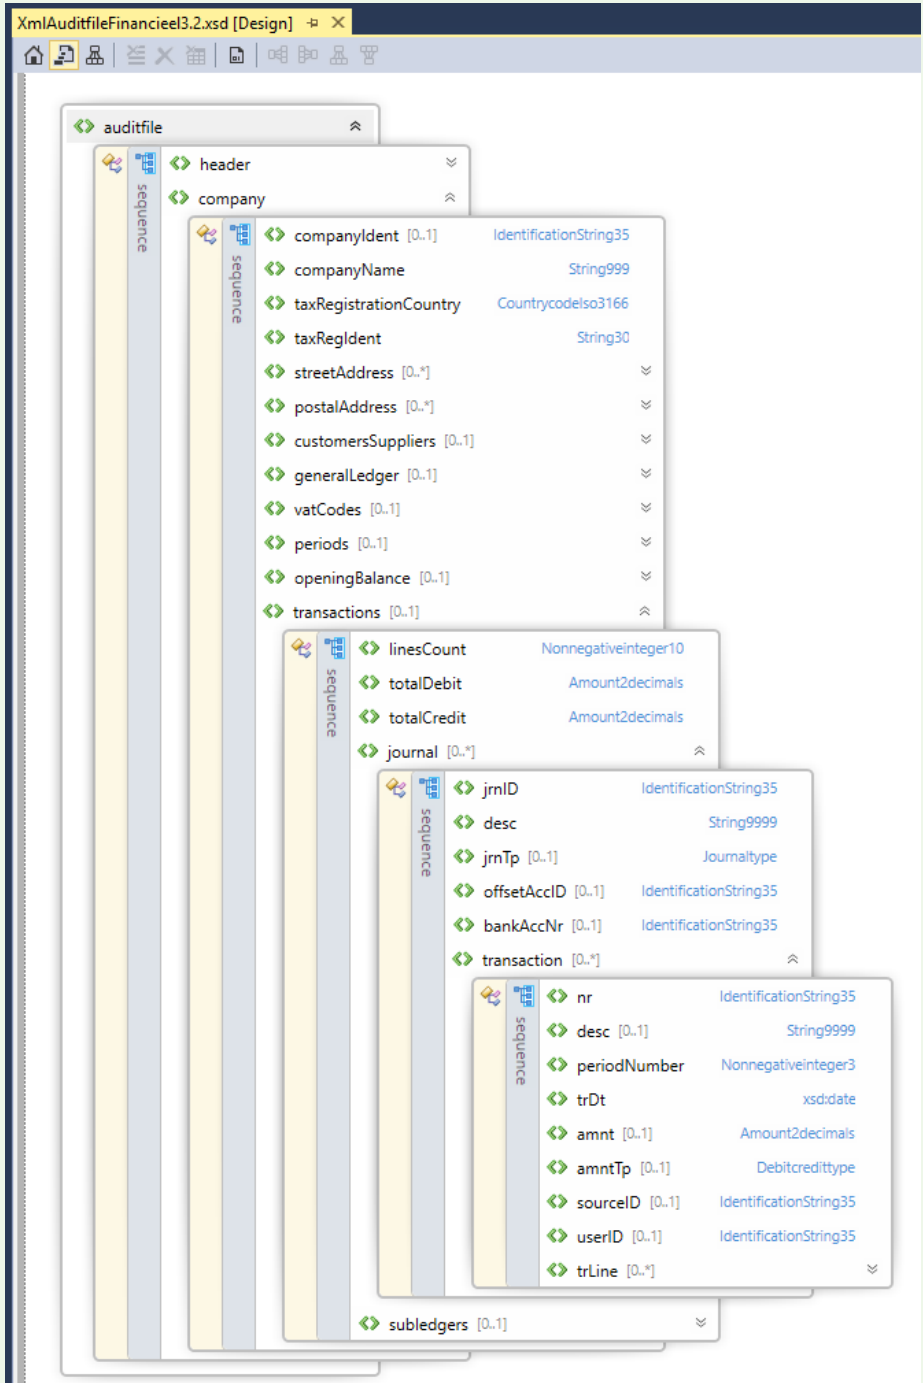 XmlAuditfileFinancieel3.2.xsd [Design]
auditfile
sequence
header
company
sequence
companyIdent [0..1] IdentificationString35
companyName String999
taxRegistrationCountry CountrycodeIso3166
taxRegIdent String30
streetAddress [0..*]
postalAddress [0..*]
customersSuppliers [0..1]
generalLedger [0..1]
vatCodes [0..1]
periods [0..1]
openingBalance [0..1]
transactions [0..1]
sequence
linesCount Nonnegativeinteger10
totalDebit Amount2decimals
totalCredit Amount2decimals
journal [0..*]
sequence
jrnID IdentificationString35
desc String9999
jrnTp [0..1] Journaltype
offsetAccID [0..1] IdentificationString35
bankAccNr [0..1] IdentificationString35
transaction [0..*]
sequence
nr IdentificationString35
desc [0..1] String9999
periodNumber Nonnegativeinteger3
trDt xsd:date
amnt [0..1] Amount2decimals
amntTp [0..1] Debitcredittype
sourceID [0..1] IdentificationString35
userID [0..1] IdentificationString35
trLine [0..*]
subledgers [0..1]